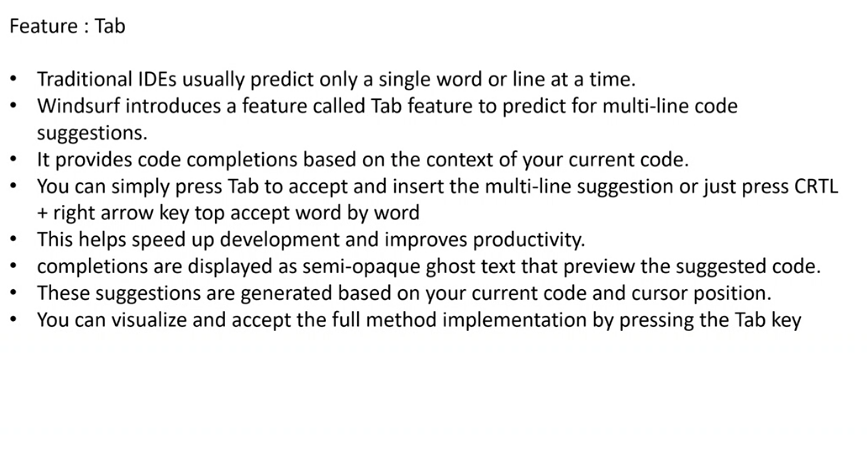 Feature : Tab
• Traditional IDEs usually predict only a single word or line at a time.
• Windsurf introduces a feature called Tab feature to predict for multi-line code
suggestions.
• It provides code completions based on the context of your current code.
• You can simply press Tab to accept and insert the multi-line suggestion or just press CRTL
+ right arrow key top accept word by word
• This helps speed up development and improves productivity.
• completions are displayed as semi-opaque ghost text that preview the suggested code.
• These suggestions are generated based on your current code and cursor position.
• You can visualize and accept the full method implementation by pressing the Tab key